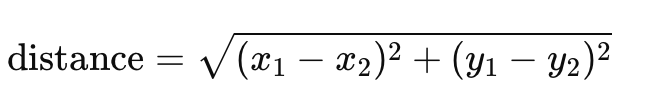 distance = √(x₁ − x₂)² + (y₁ − y₂)²